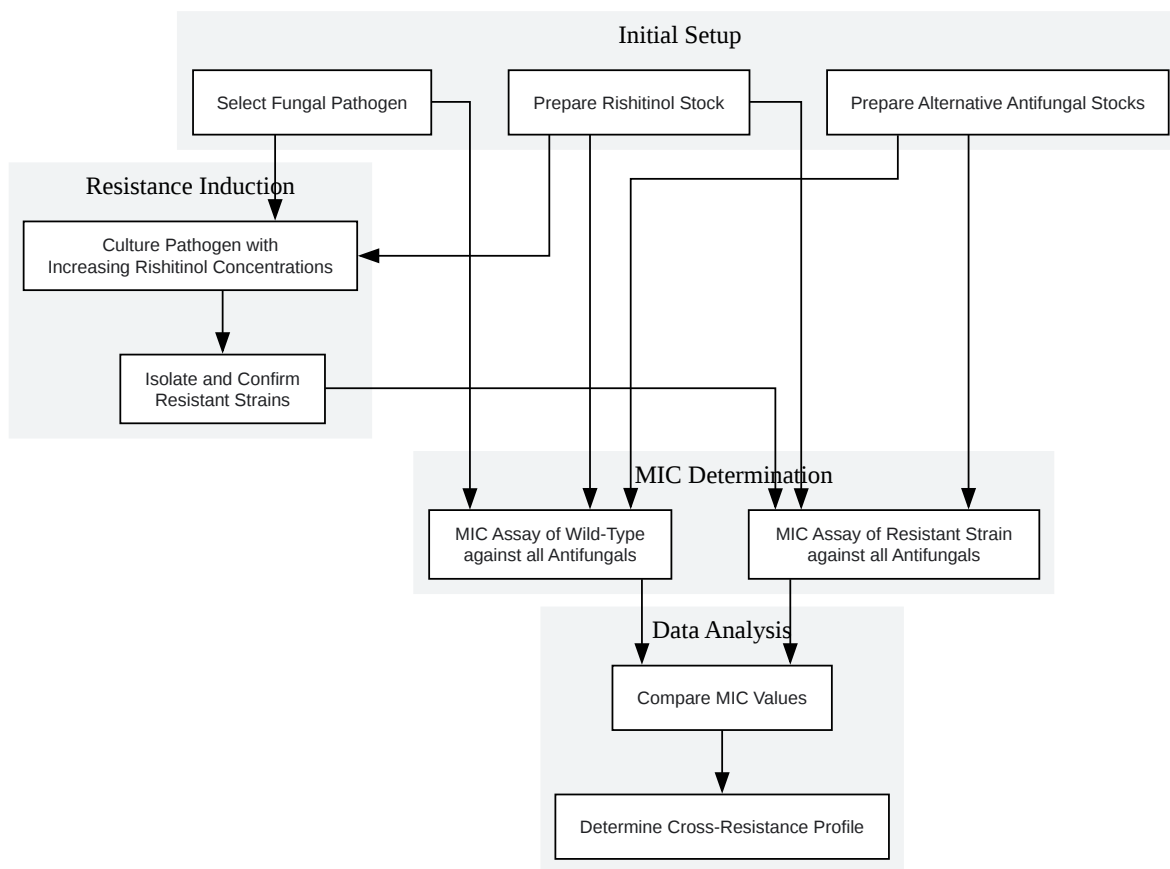 Initial Setup
Select Fungal Pathogen
Prepare Rishitinol Stock
Prepare Alternative Antifungal Stocks
Resistance Induction
Culture Pathogen with
Increasing Rishitinol Concentrations
Isolate and Confirm
Resistant Strains
MIC Determination
MIC Assay of Wild-Type
against all Antifungals
MIC Assay of Resistant Strain
against all Antifungals
Data Analysis
Compare MIC Values
Determine Cross-Resistance Profile